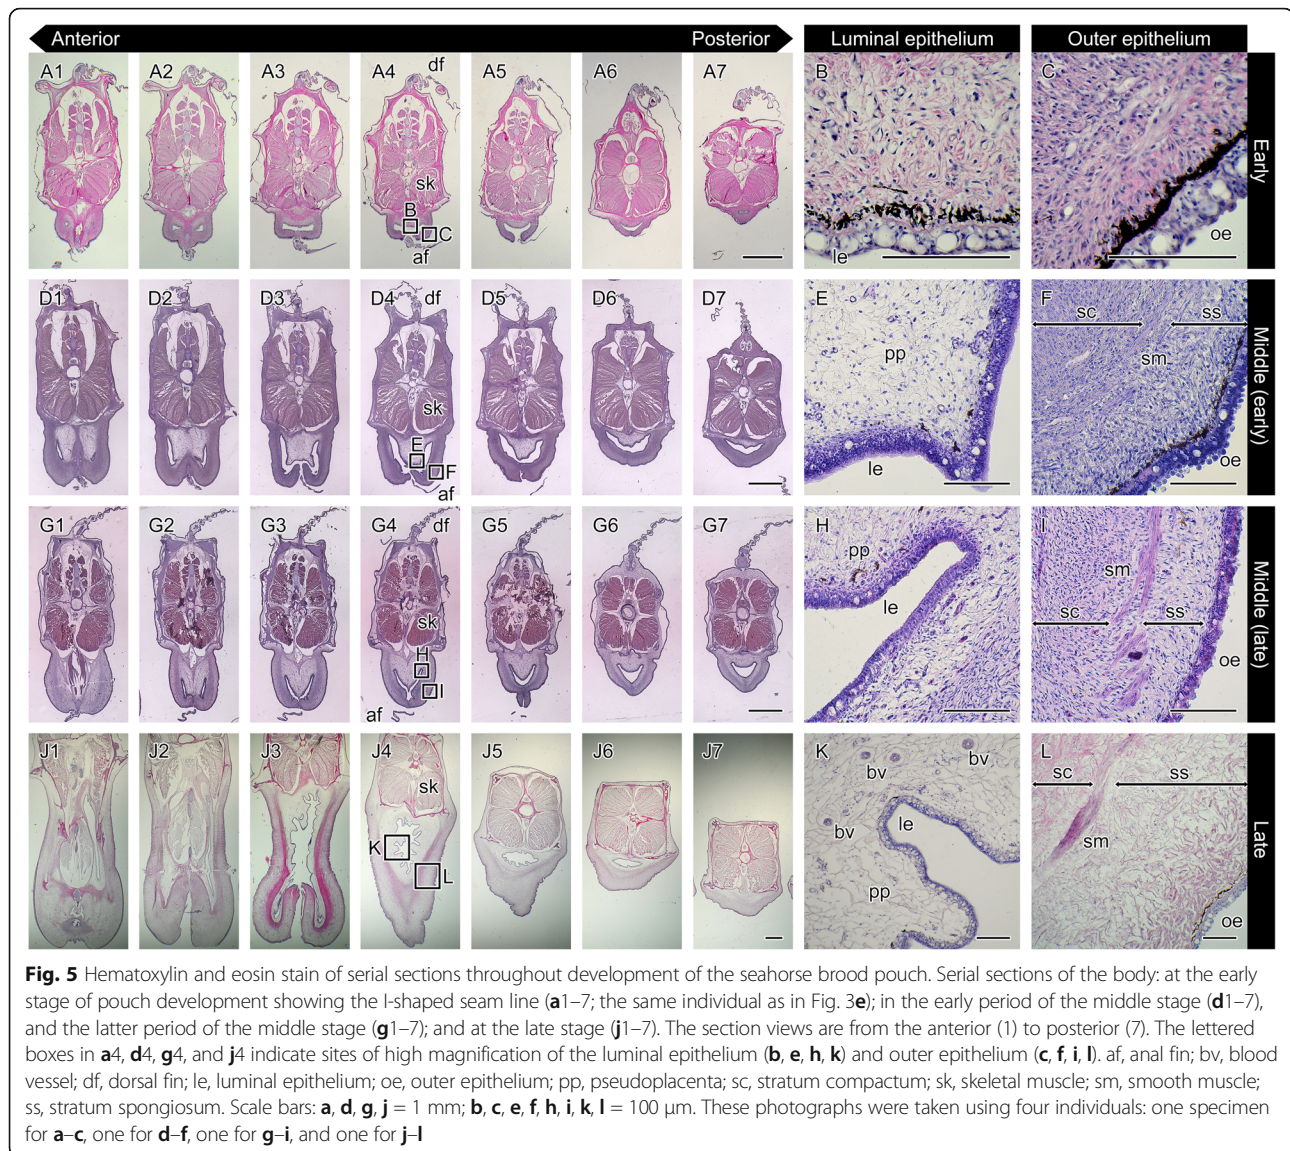 Anterior Posterior Luminal epithelium Outer epithelium
A1 A2 A3 A4 df A5 A6 A7 B C
sk
B
C
af
le
oe
Early
D1 D2 D3 D4 df D5 D6 D7 E F
sc ss
pp sm
sk
E
F
af
le
oe
Middle (early)
G1 G2 G3 G4 df G5 G6 G7 H I
pp sm
sk
le
sc ss
H
I
oe
af
Middle (late)
J1 J2 J3 J4 J5 J6 J7 K L
sk
bv bv
sc ss
le
bv
K
sm
L
pp
oe
Late
Fig. 5 Hematoxylin and eosin stain of serial sections throughout development of the seahorse brood pouch. Serial sections of the body: at the early
stage of pouch development showing the I-shaped seam line (a1–7; the same individual as in Fig. 3e); in the early period of the middle stage (d1–7),
and the latter period of the middle stage (g1–7); and at the late stage (j1–7). The section views are from the anterior (1) to posterior (7). The lettered
boxes in a4, d4, g4, and j4 indicate sites of high magnification of the luminal epithelium (b, e, h, k) and outer epithelium (c, f, i, l). af, anal fin; bv, blood
vessel; df, dorsal fin; le, luminal epithelium; oe, outer epithelium; pp, pseudoplacenta; sc, stratum compactum; sk, skeletal muscle; sm, smooth muscle;
ss, stratum spongiosum. Scale bars: a, d, g, j = 1 mm; b, c, e, f, h, i, k, l = 100 μm. These photographs were taken using four individuals: one specimen
for a–c, one for d–f, one for g–i, and one for j–l